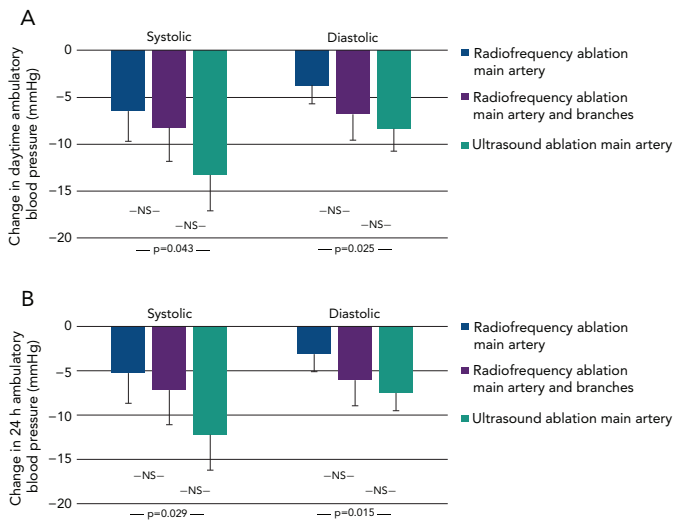 A
Systolic
Diastolic
Change in daytime ambulatory
blood pressure (mmHg)
0
−5
−10
−15
−20
−NS−
−NS−
p=0.043
−NS−
−NS−
p=0.025
Radiofrequency ablation
main artery
Radiofrequency ablation
main artery and branches
Ultrasound ablation main artery
B
Systolic
Diastolic
Change in 24 h ambulatory
blood pressure (mmHg)
0
−5
−10
−15
−20
−NS−
−NS−
p=0.029
−NS−
−NS−
p=0.015
Radiofrequency ablation
main artery
Radiofrequency ablation
main artery and branches
Ultrasound ablation main artery